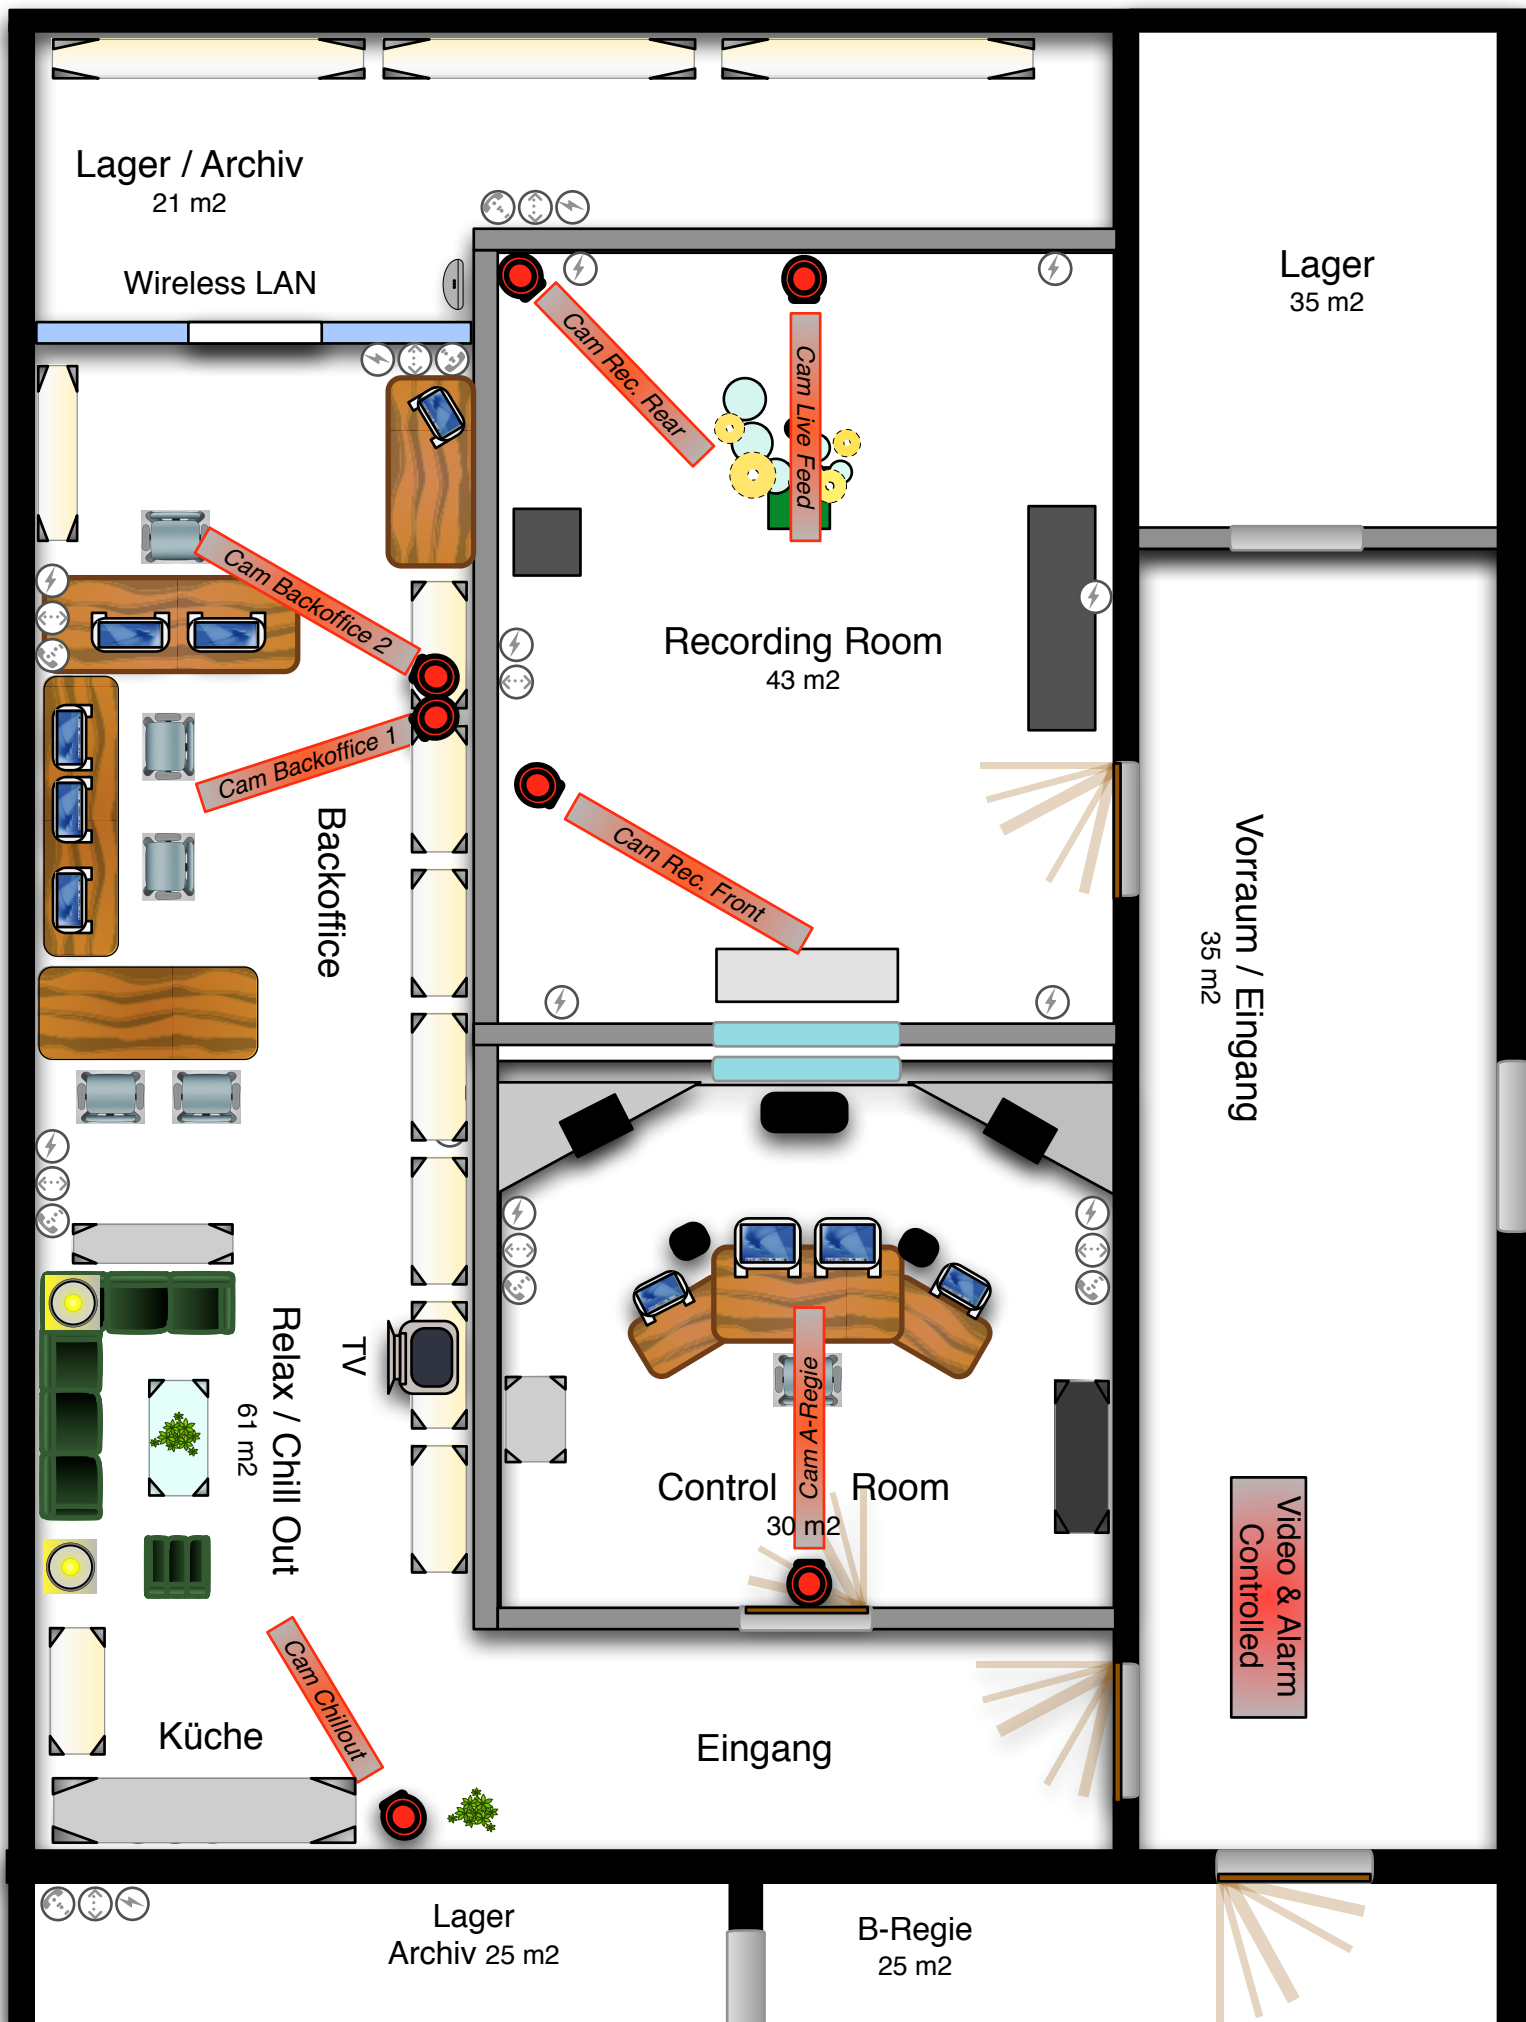 Lager / Archiv
21 m2
Wireless LAN
Lager
35 m2
Cam Rec. Rear
Cam Live Feed
Cam Backoffice 2
Cam Backoffice 1
Recording Room
43 m2
Backoffice
Cam Rec. Front
Vorraum / Eingang
35 m2
Relax / Chill Out
61 m2
TV
Cam A-Regie
Control Room
30 m2
Video & Alarm
Controlled
Cam Chillout
Küche
Eingang
Lager
Archiv 25 m2
B-Regie
25 m2